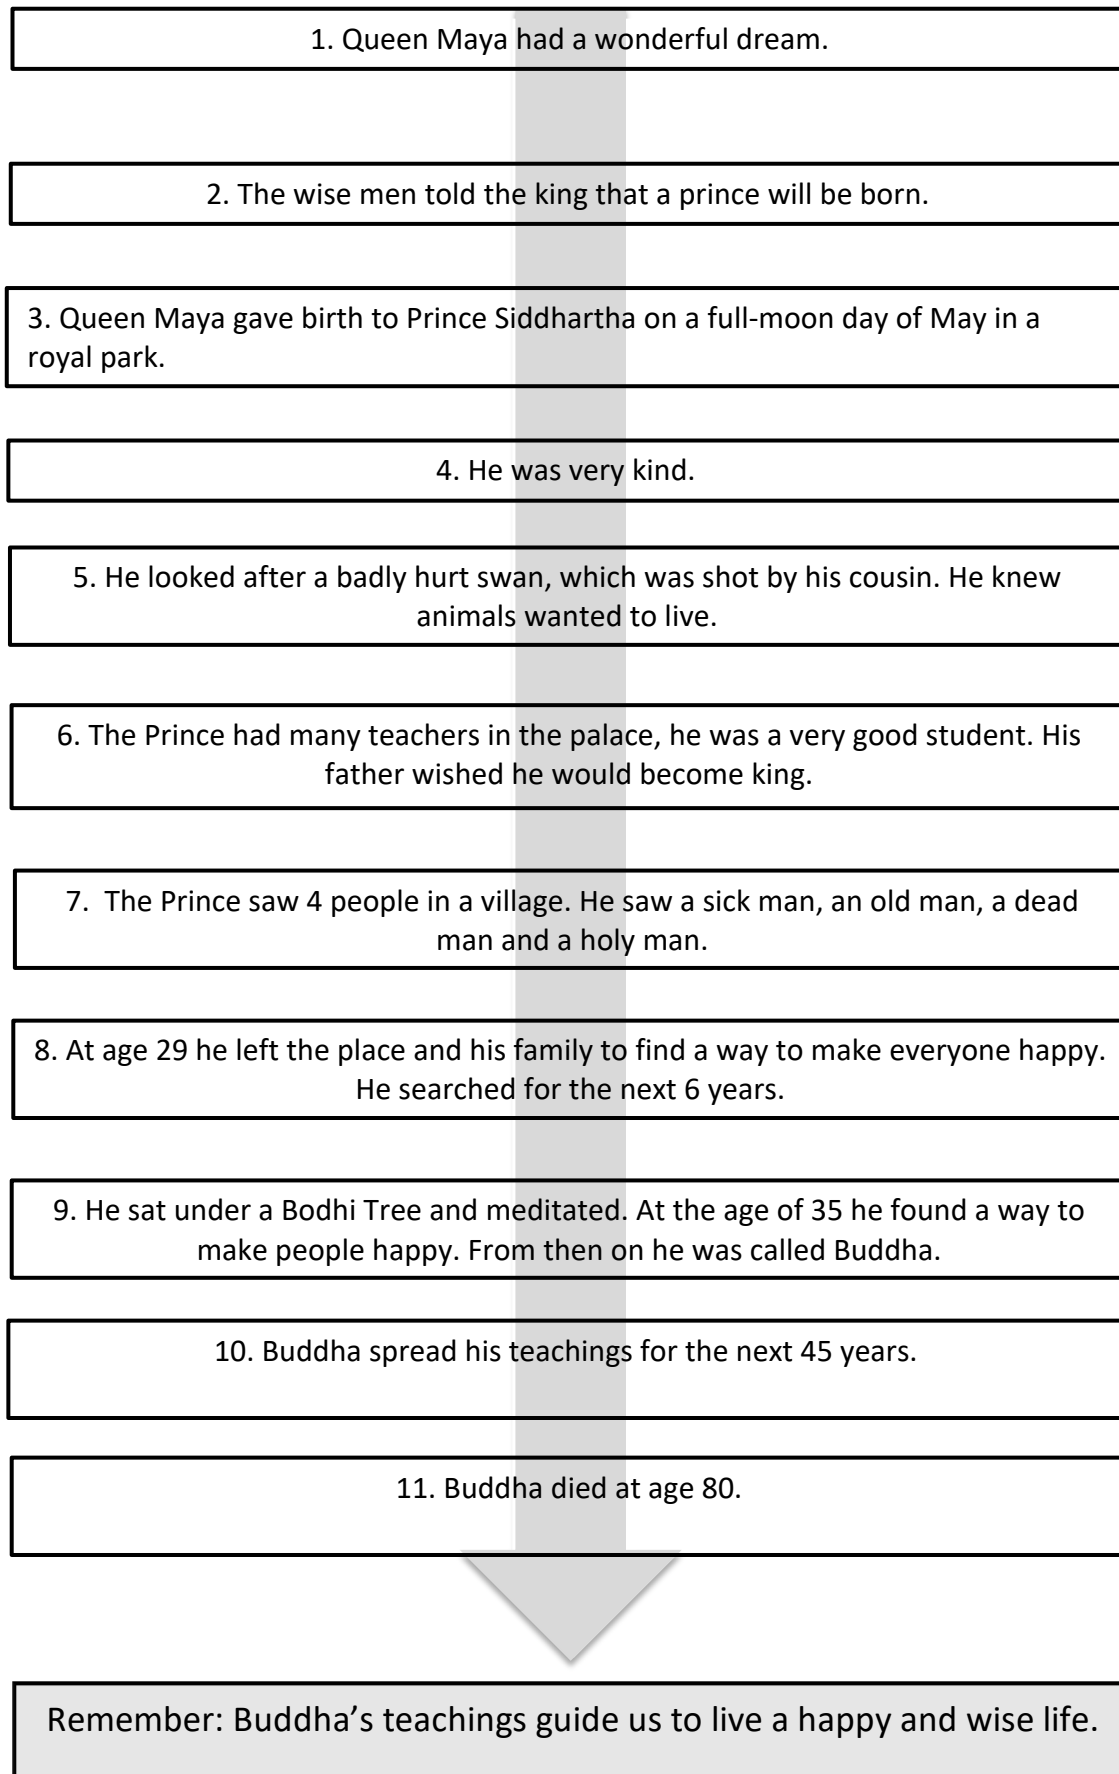 1. Queen Maya had a wonderful dream.
2. The wise men told the king that a prince will be born.
3. Queen Maya gave birth to Prince Siddhartha on a full-moon day of May in a
royal park.
4. He was very kind.
5. He looked after a badly hurt swan, which was shot by his cousin. He knew
animals wanted to live.
6. The Prince had many teachers in the palace, he was a very good student. His
father wished he would become king.
7. The Prince saw 4 people in a village. He saw a sick man, an old man, a dead
man and a holy man.
8. At age 29 he left the place and his family to find a way to make everyone happy.
He searched for the next 6 years.
9. He sat under a Bodhi Tree and meditated. At the age of 35 he found a way to
make people happy. From then on he was called Buddha.
10. Buddha spread his teachings for the next 45 years.
11. Buddha died at age 80.
Remember: Buddha’s teachings guide us to live a happy and wise life.